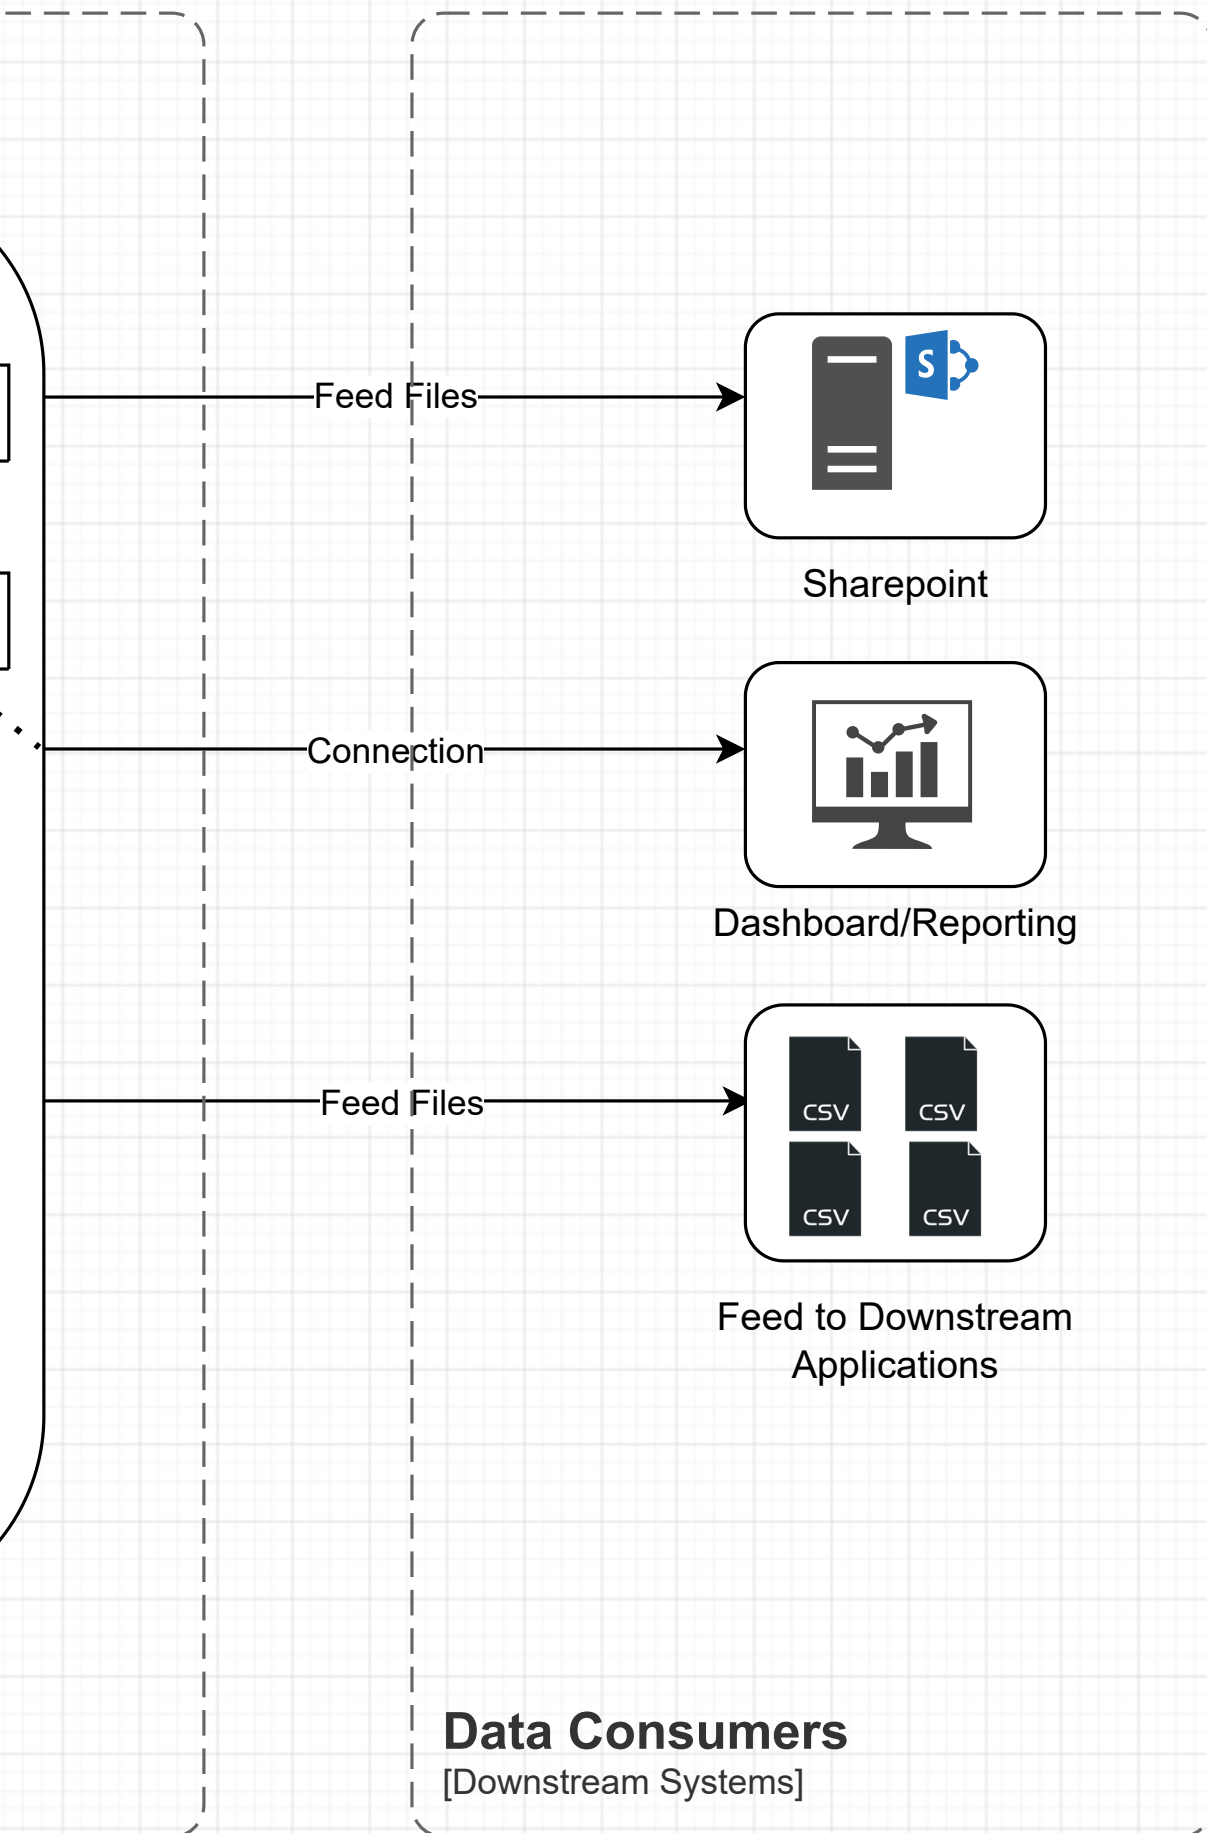 Feed Files
S
Sharepoint
Connection
Dashboard/Reporting
Feed Files
CSV
CSV
CSV
CSV
Feed to Downstream
Applications
Data Consumers
[Downstream Systems]